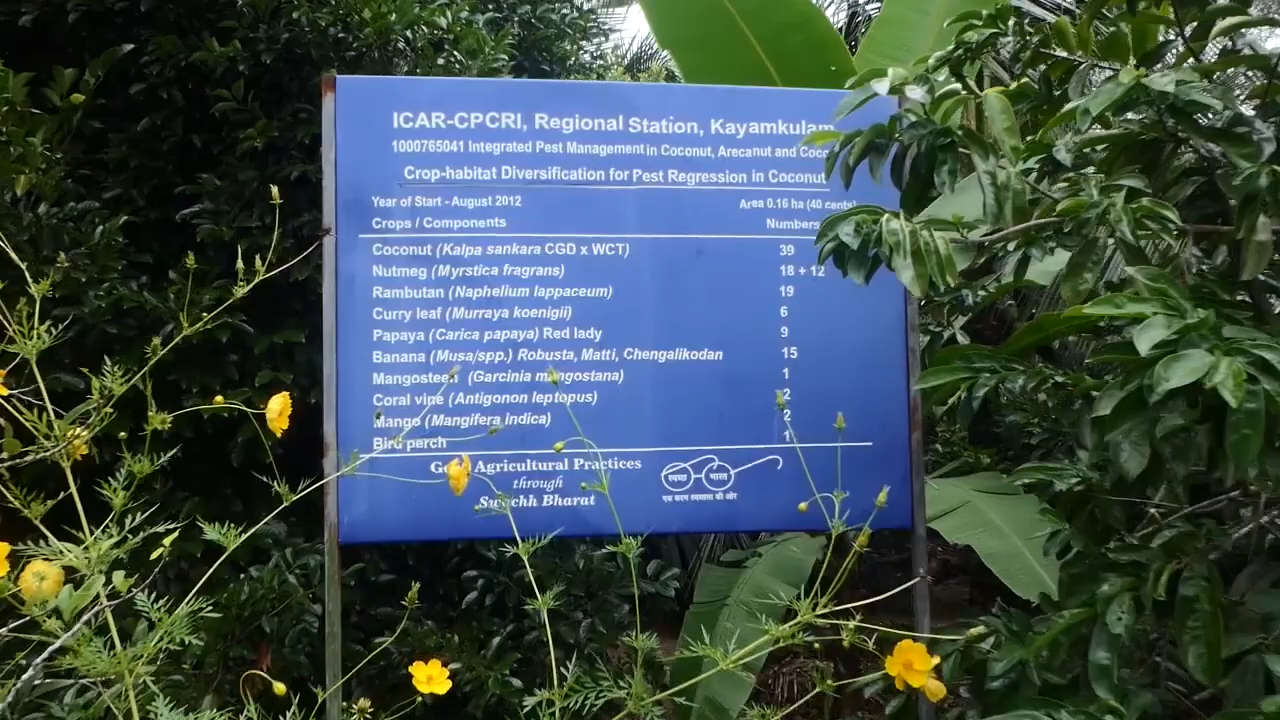 ICAR-CPCRI, Regional Station, Kayamkulam
1000765041 Integrated Pest Management in Coconut, Arecanut and
Crop-habitat Diversification for Pest Regression in Coconut
Year of Start - August 2012 Area 0.16 ha (40 cents)
Crops / Components Numbers
Coconut (Kalpa sankara CGD x WCT) 39
Nutmeg (Myrstica fragrans) 18 + 12
Rambutan (Naphelium lappaceum) 19
Curry leaf (Murraya koenigii) 6
Papaya (Carica papaya) Red lady 9
Banana (Musa/spp.) Robusta, Matti, Chengalikodan 15
Mangosteen (Garcinia mangostana) 1
Coral vine (Antigonon leptopus) 2
Mango (Mangifera indica) 2
Bird perch 1
Good Agricultural Practices
through
Swachh Bharat
स्वच्छ भारत
एक कदम स्वच्छता की ओर